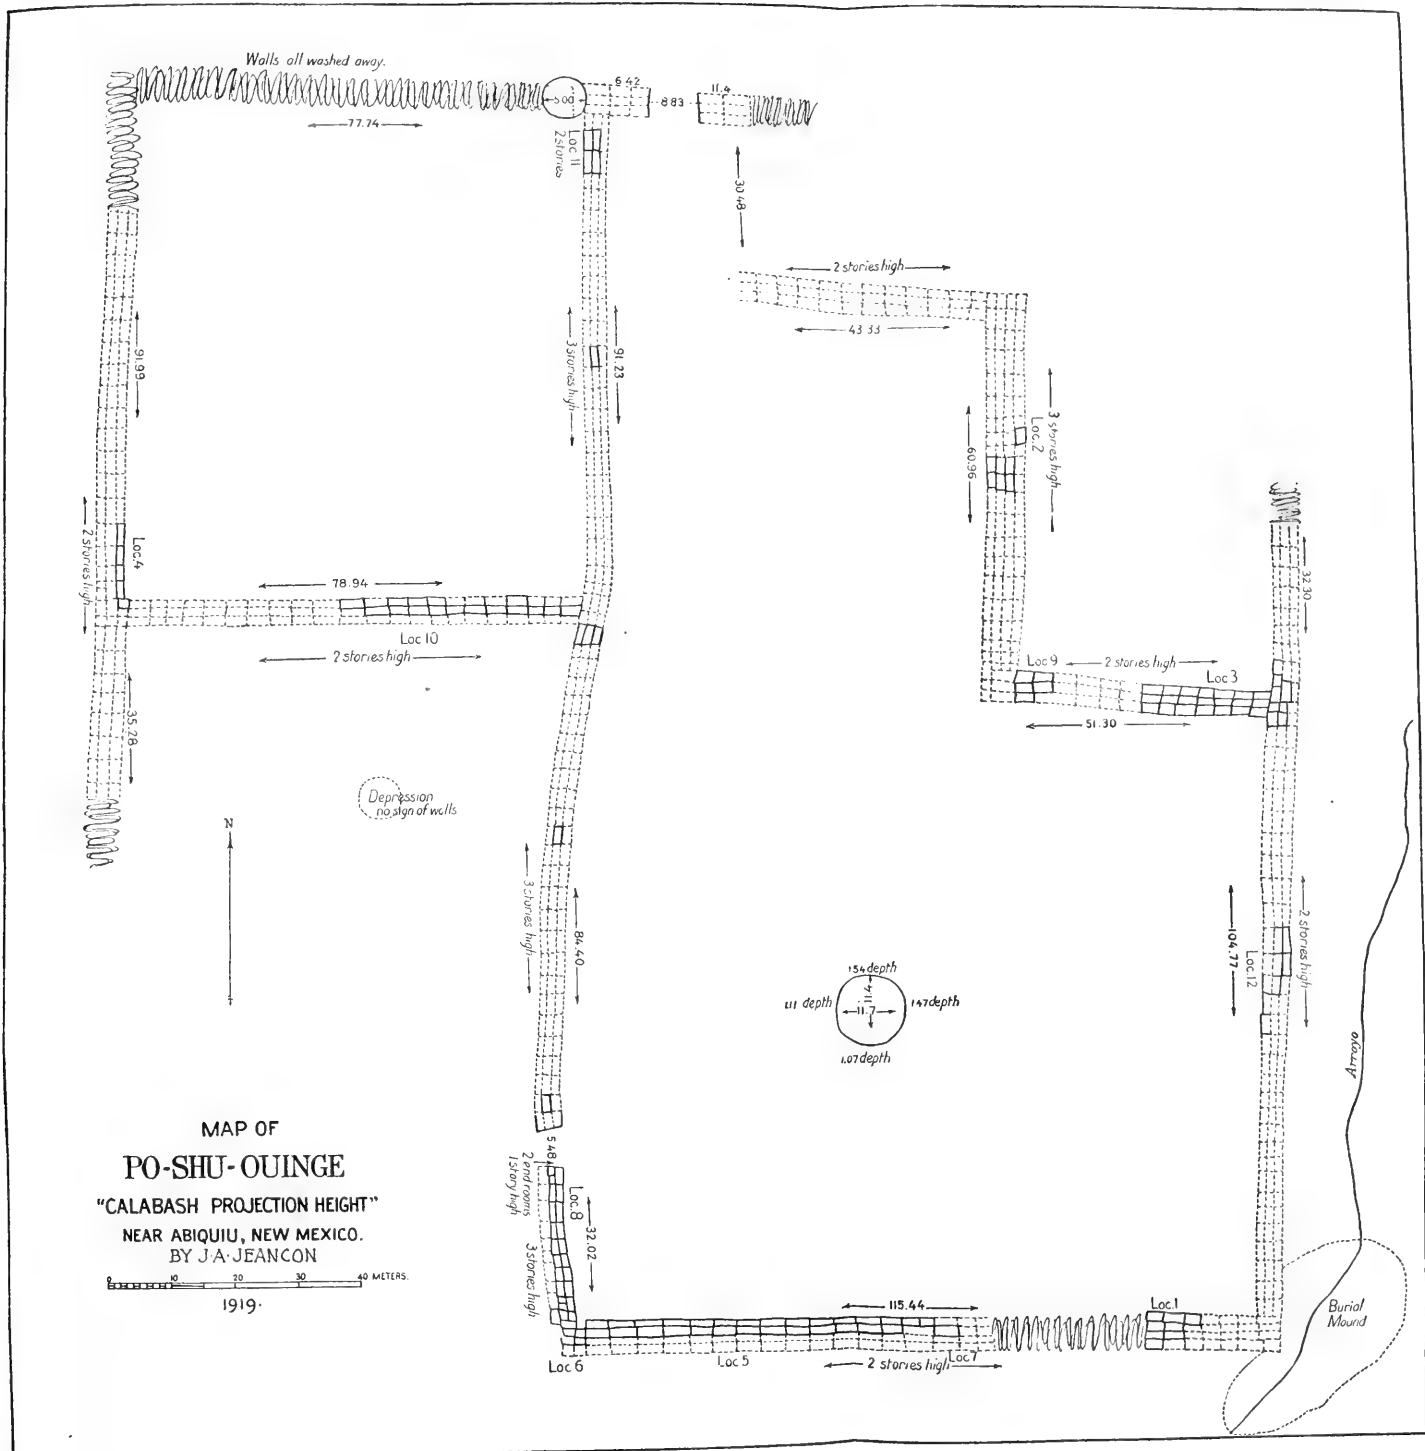 Walls all washed away.
5.00
6.42
8.83
11.4
77.74
Loc 11
2 stories
30.48
2 stories high
43.33
91.99
3 stories high
91.23
3 stories high
Loc. 2
60.96
2 stories high
Loc. 4
78.94
Loc 10
2 stories high
32.30
Loc 9
2 stories high
Loc 3
51.30
35.28
Depression
no sign of walls
N
3 stories high
84.40
1.54 depth
1.11 depth
11.4
11.7
1.47 depth
1.07 depth
104.77
Loc. 12
2 stories high
Arroyo
5.48
2 end rooms
1 story high
Loc. 8
32.02
3 stories high
MAP OF
PO-SHU-OUINGE
"CALABASH PROJECTION HEIGHT"
NEAR ABIQUIU, NEW MEXICO.
BY J·A·JEANCON
0 10 20 30 40 METERS.
1919.
115.44
Loc. 1
Burial
Mound
Loc 6
Loc 5
2 stories high
Loc 7